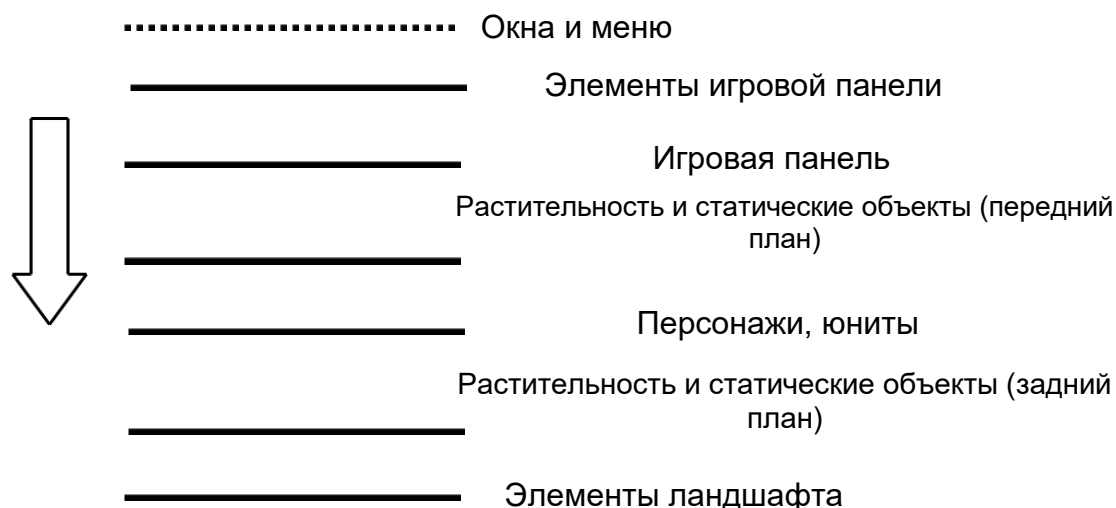 Окна и меню
Элементы игровой панели
Игровая панель
Растительность и статические объекты (передний
план)
Персонажи, юниты
Растительность и статические объекты (задний
план)
Элементы ландшафта